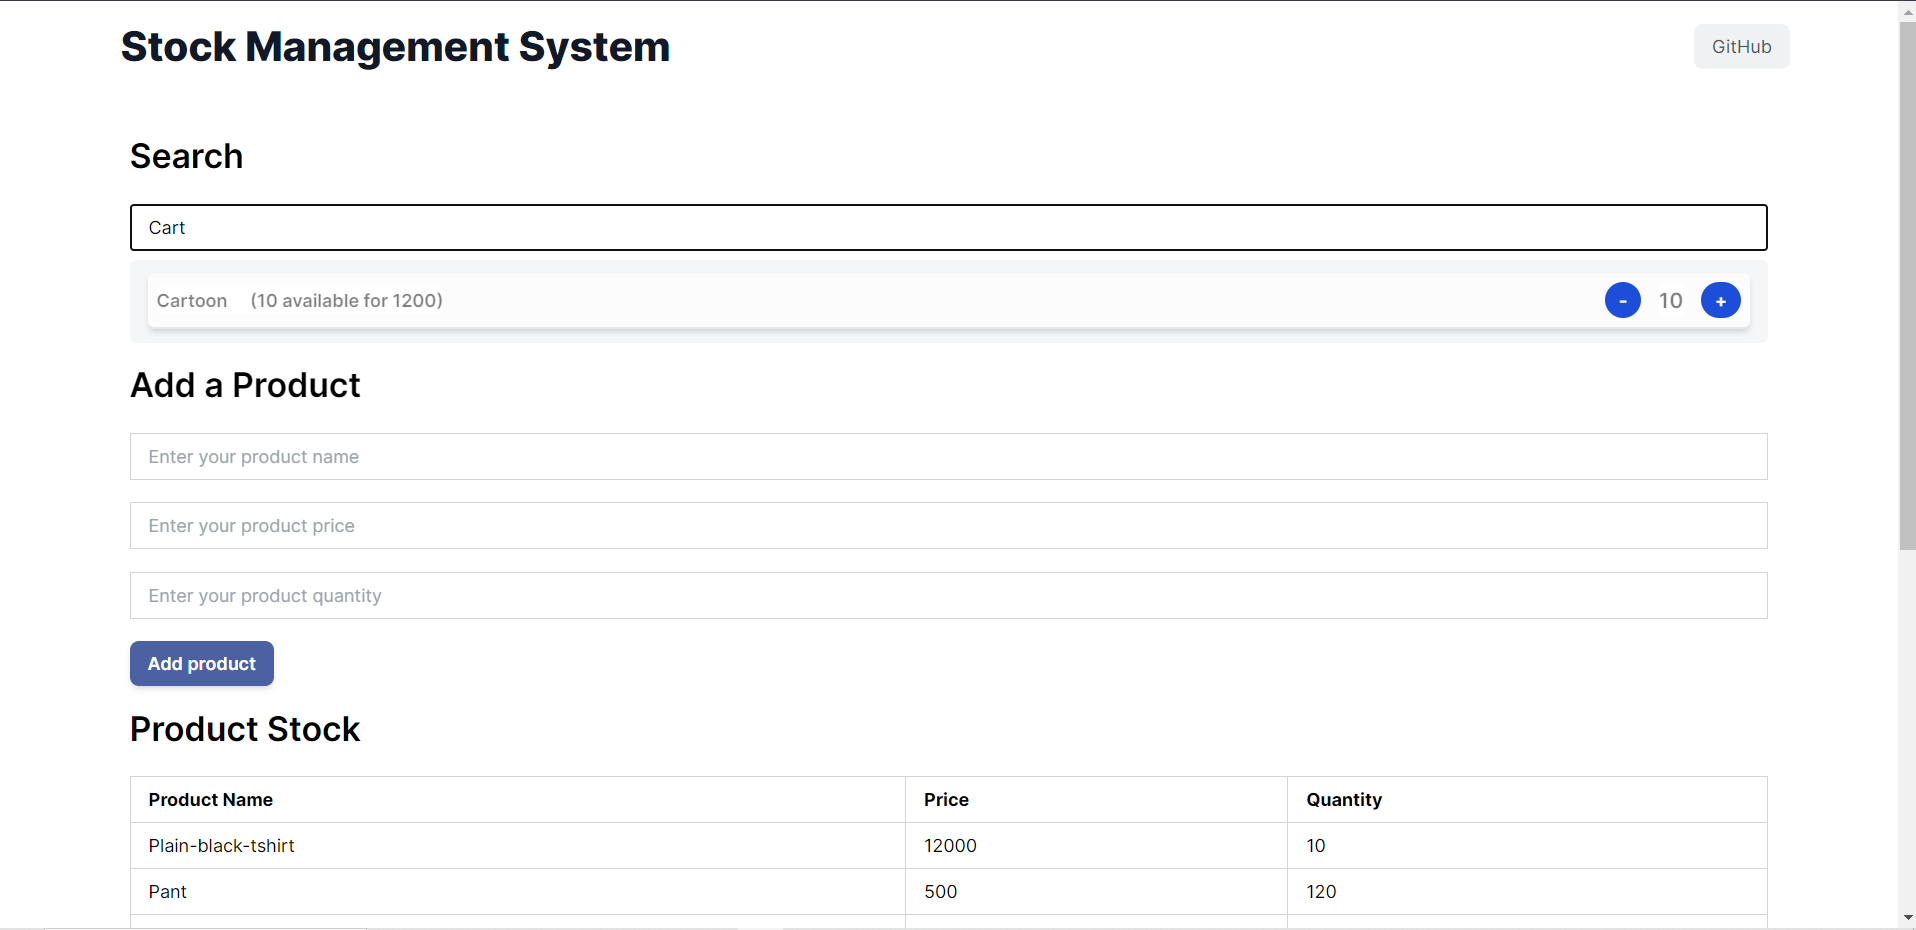 Stock Management System
GitHub
Search
Cart
Cartoon (10 available for 1200)
- 10 +
Add a Product
Enter your product name
Enter your product price
Enter your product quantity
Add product
Product Stock
Product Name Price Quantity
Plain-black-tshirt 12000 10
Pant 500 120